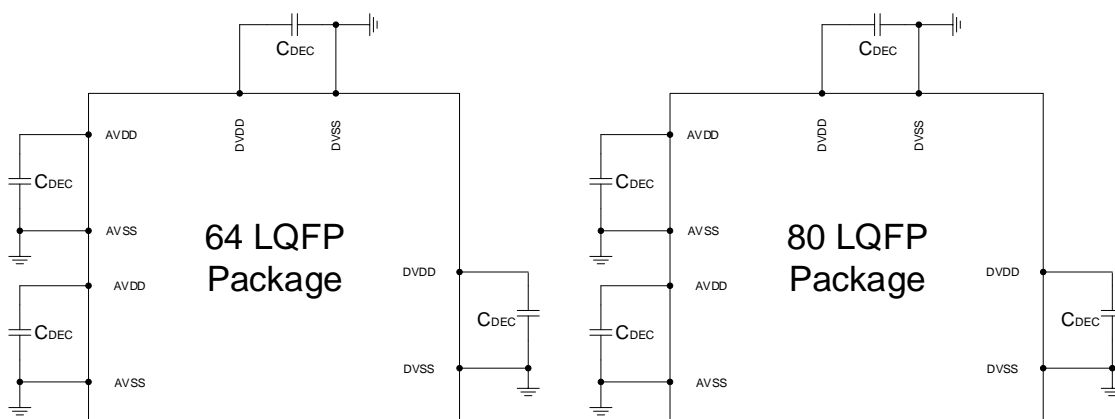 CDEC
DVDD
DVSS
AVDD
CDEC
AVSS
64 LQFP
Package
AVDD
CDEC
AVSS
DVDD
CDEC
DVSS
CDEC
DVDD
DVSS
AVDD
CDEC
AVSS
80 LQFP
Package
AVDD
CDEC
AVSS
DVDD
CDEC
DVSS